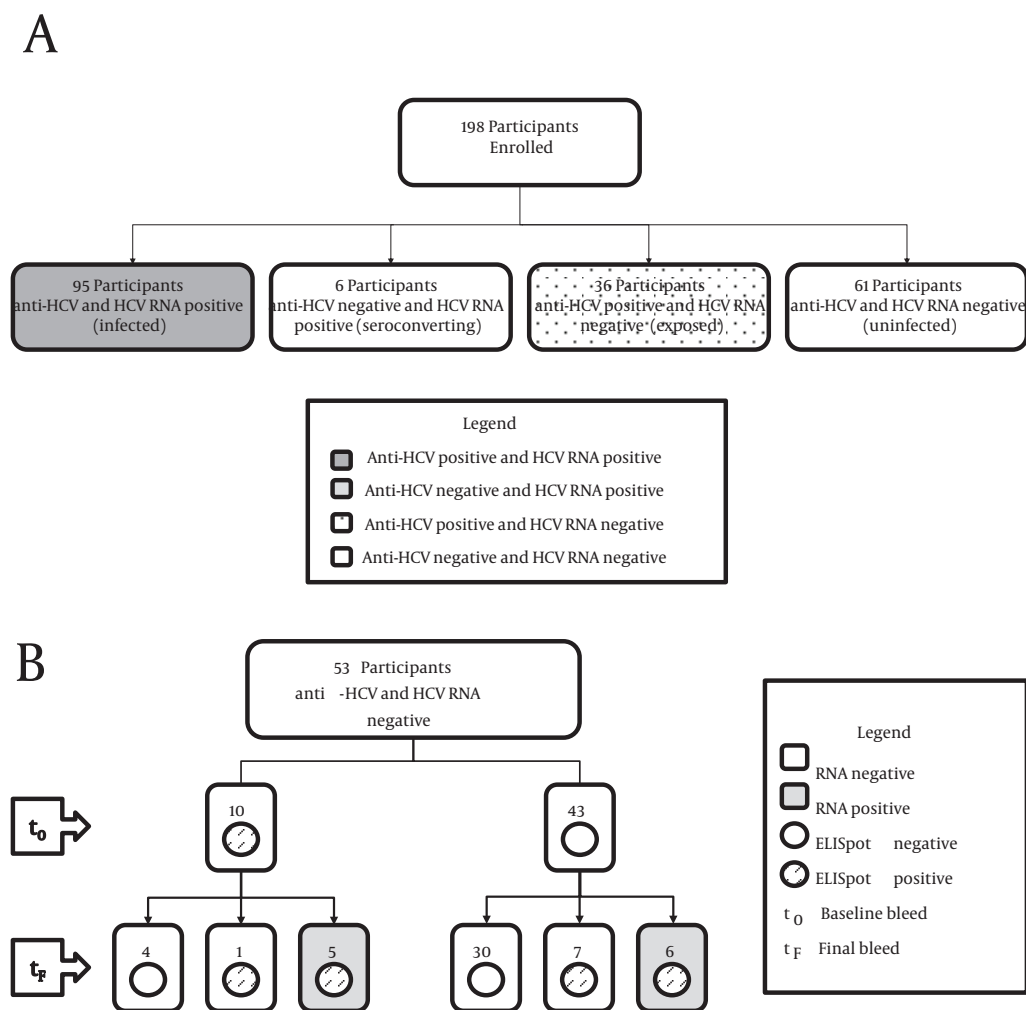 A
198 Participants
Enrolled
95 Participants
anti-HCV and HCV RNA positive
(infected)
6 Participants
anti-HCV negative and HCV RNA
positive (seroconverting)
36 Participants
anti-HCV positive and HCV RNA
negative (exposed)
61 Participants
anti-HCV and HCV RNA negative
(uninfected)
Legend
Anti-HCV positive and HCV RNA positive
Anti-HCV negative and HCV RNA positive
Anti-HCV positive and HCV RNA negative
Anti-HCV negative and HCV RNA negative
B
53 Participants
anti -HCV and HCV RNA
negative
t0
10
43
tF
4
1
5
30
7
6
Legend
RNA negative
RNA positive
ELISpot negative
ELISpot positive
t0 Baseline bleed
tF Final bleed